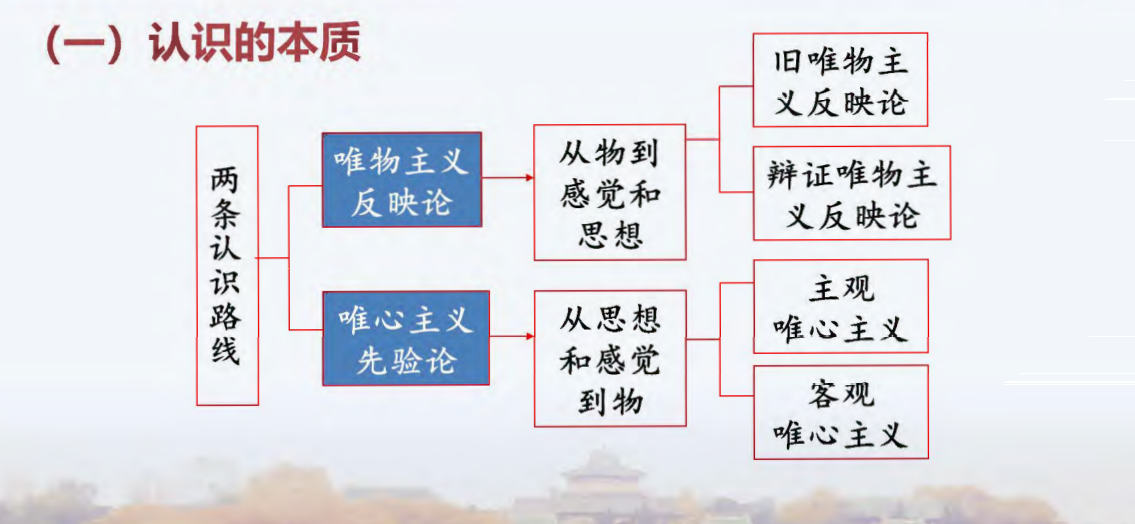 （一）认识的本质
两
条
认
识
路
线
唯物主义
反映论
从物到
感觉和
思想
旧唯物主
义反映论
辩证唯物主
义反映论
唯心主义
先验论
从思想
和感觉
到物
主观
唯心主义
客观
唯心主义